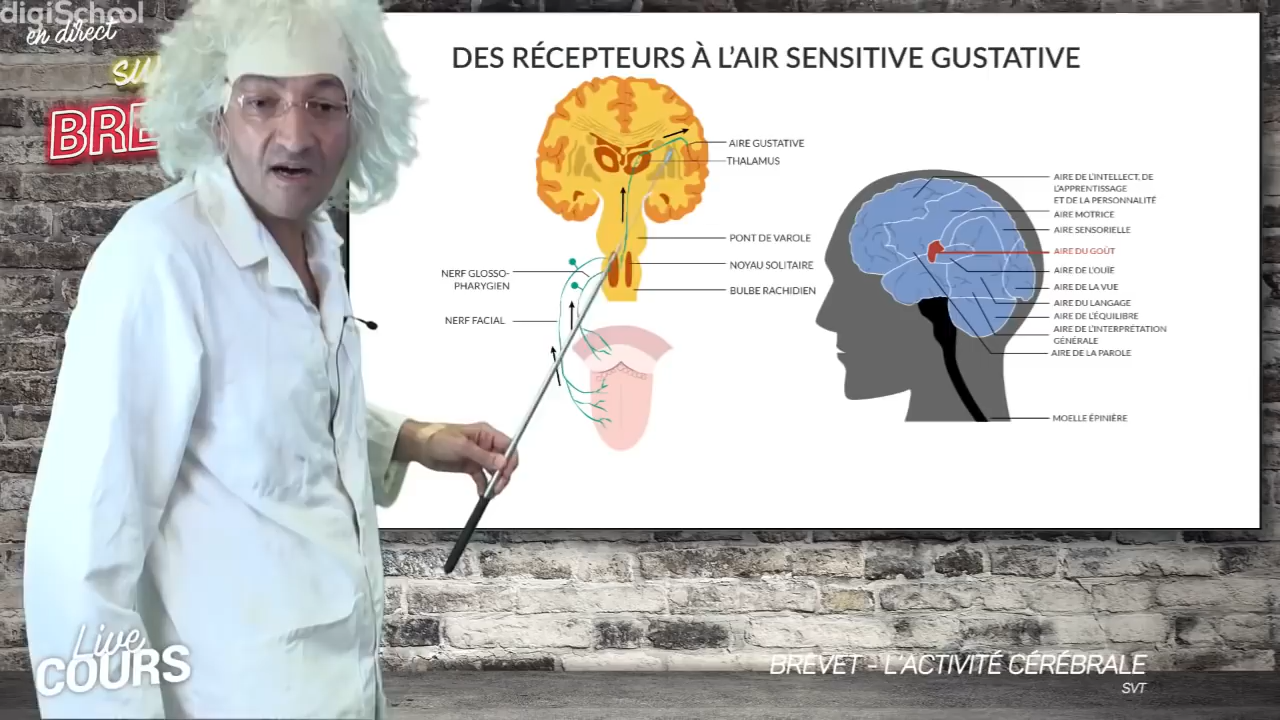 digiSchool
en direct
SU
BRE
DES RÉCEPTEURS À L'AIR SENSITIVE GUSTATIVE
AIRE GUSTATIVE
THALAMUS
PONT DE VAROLE
NOYAU SOLITAIRE
BULBE RACHIDIEN
NERF GLOSSO-
PHARYGIEN
NERF FACIAL
AIRE DE L'INTELLECT. DE
L'APPRENTISSAGE
ET DE LA PERSONNALITÉ
AIRE MOTRICE
AIRE SENSORIELLE
AIRE DU GOÛT
AIRE DE L'OUÏE
AIRE DE LA VUE
AIRE DU LANGAGE
AIRE DE L'ÉQUILIBRE
AIRE DE L'INTERPRÉTATION
GÉNÉRALE
AIRE DE LA PAROLE
MOELLE ÉPINIÈRE
Live
COURS
BREVET - L'ACTIVITÉ CÉRÉBRALE
SVT